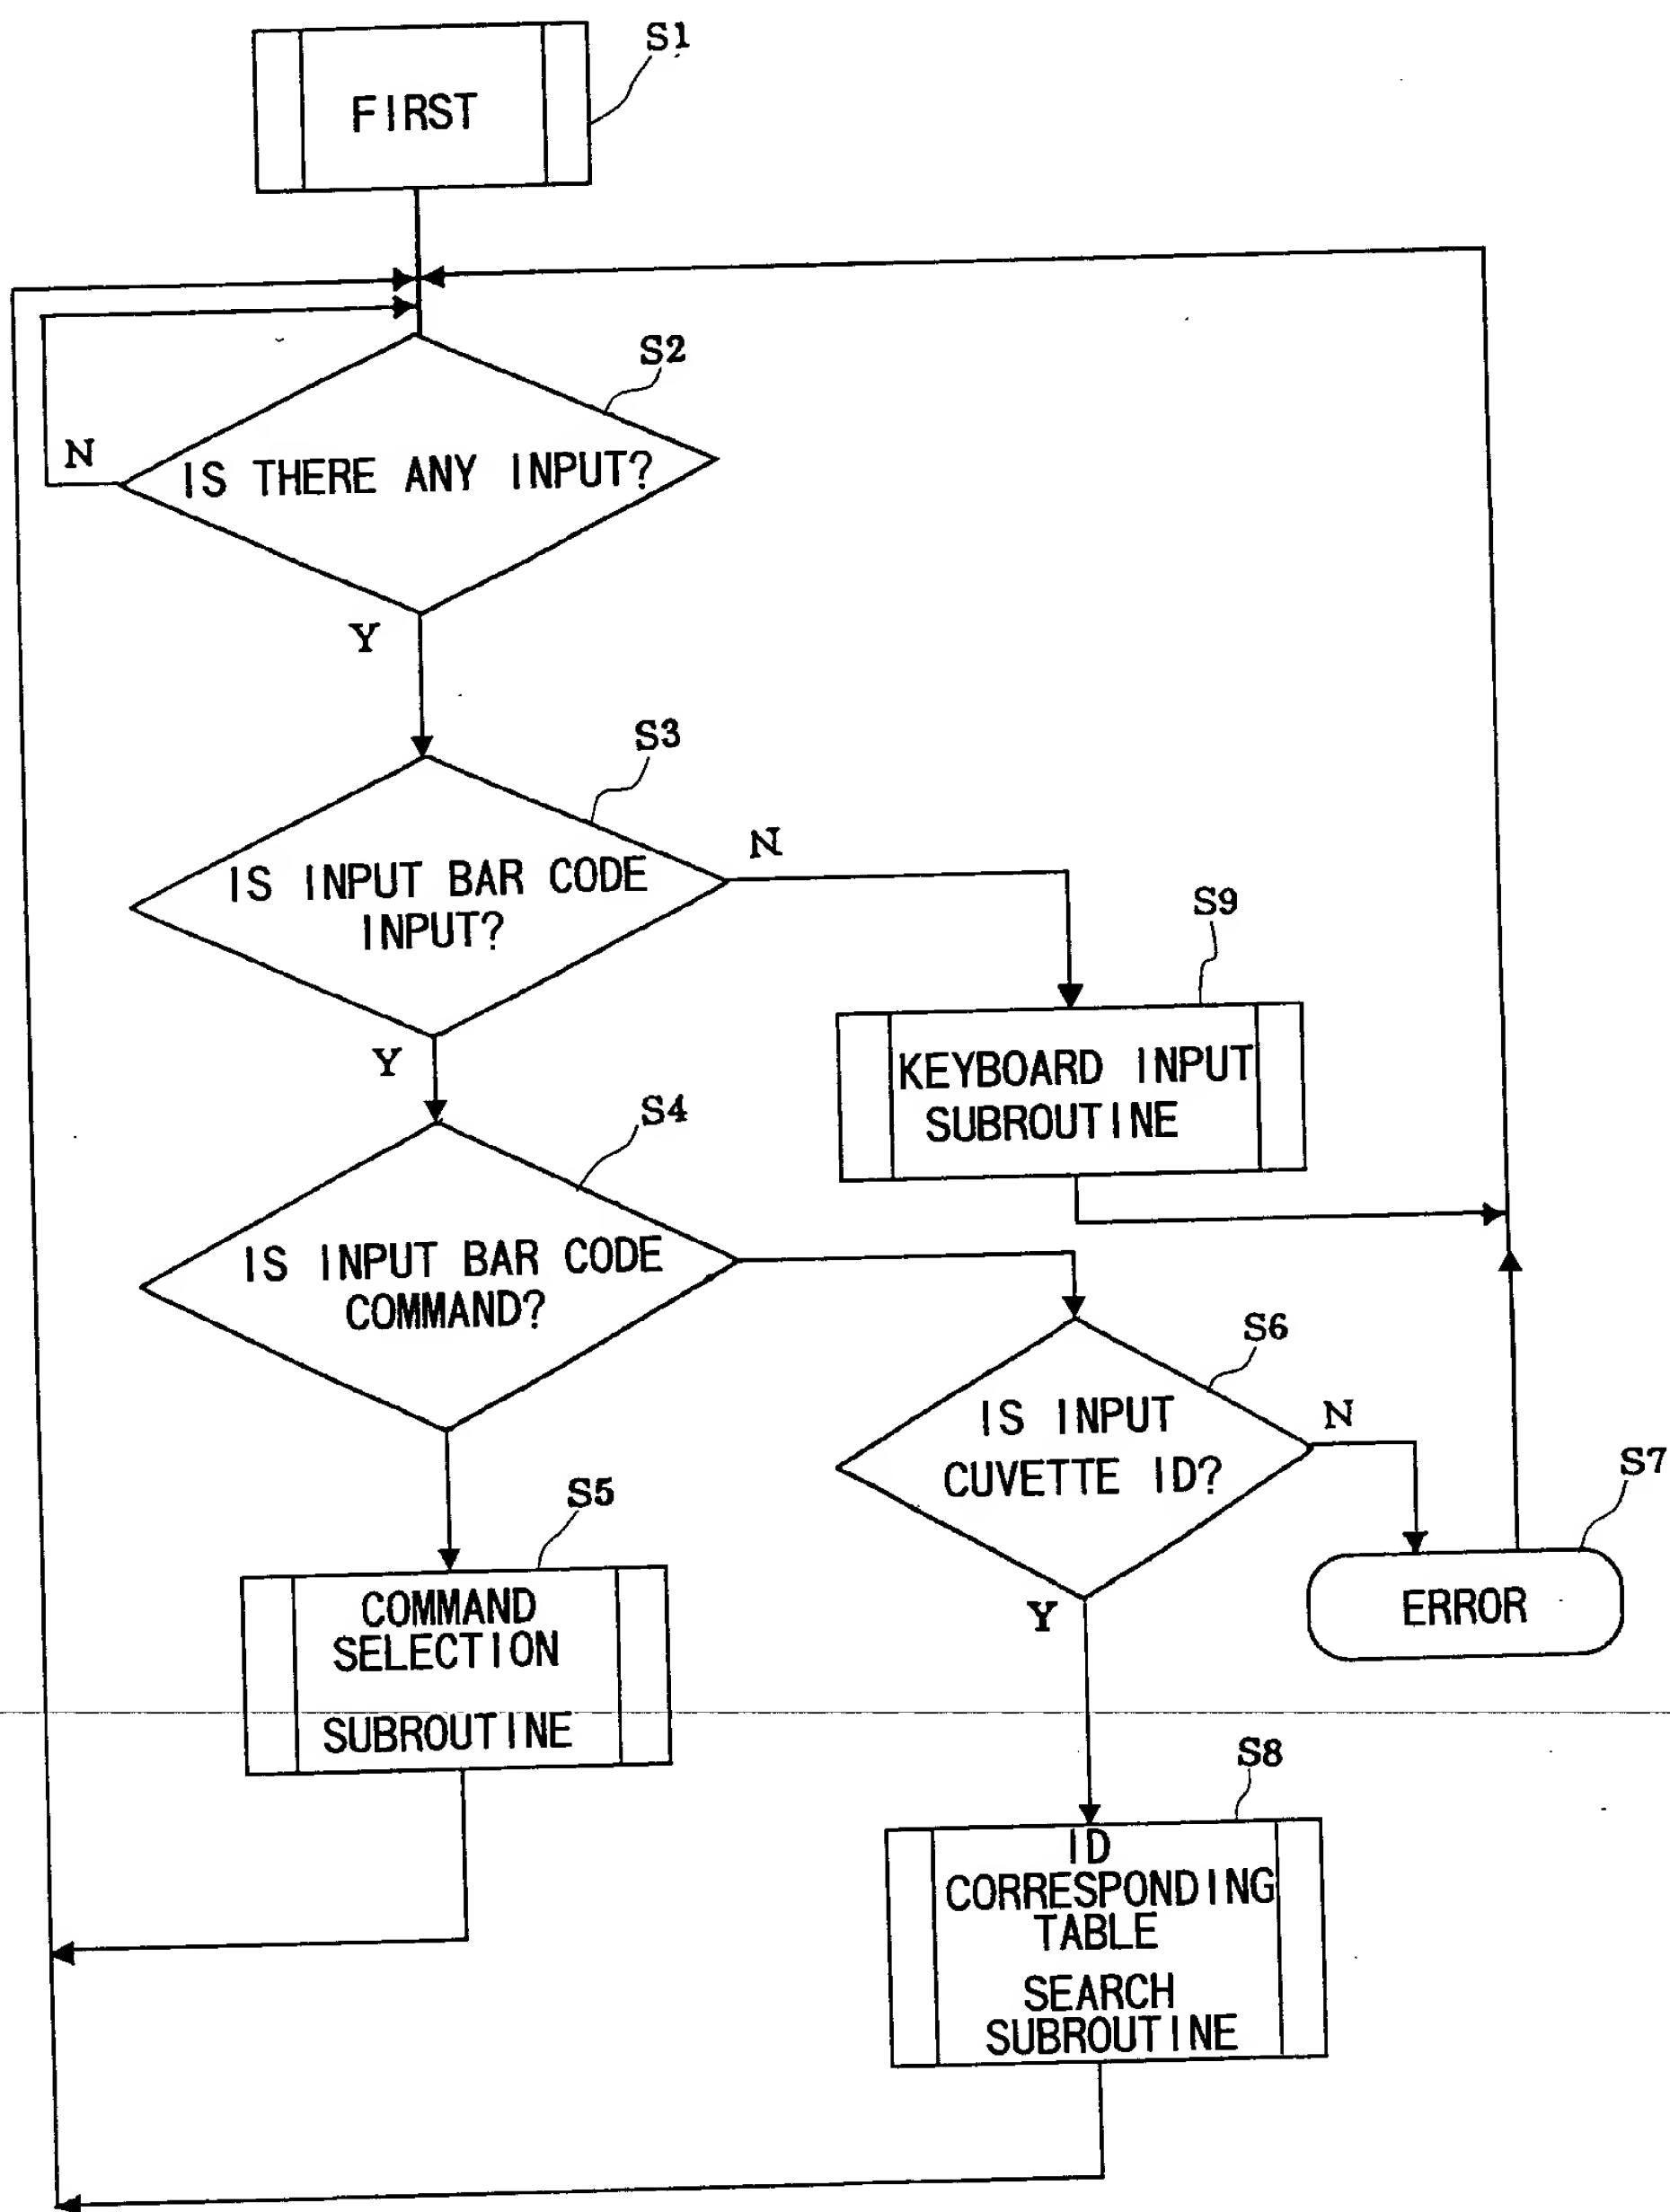 S1
FIRST
S2
N
IS THERE ANY INPUT?
Y
S3
N
IS INPUT BAR CODE
INPUT?
S9
Y
KEYBOARD INPUT
SUBROUTINE
S4
IS INPUT BAR CODE
COMMAND?
S6
IS INPUT
CUVETTE ID?
N
S7
S5
Y
ERROR
COMMAND
SELECTION
SUBROUTINE
S8
ID
CORRESPONDING
TABLE
SEARCH
SUBROUTINE